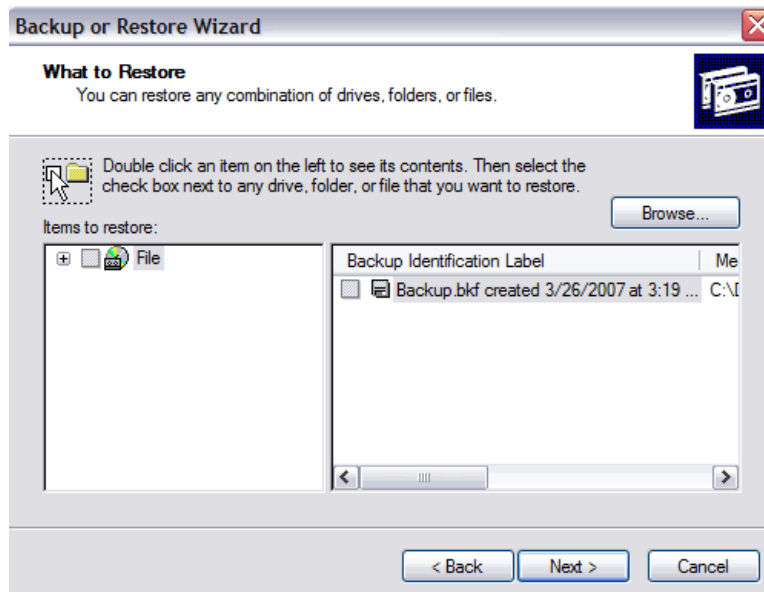 Backup or Restore Wizard
What to Restore
You can restore any combination of drives, folders, or files.
Double click an item on the left to see its contents. Then select the
check box next to any drive, folder, or file that you want to restore.
Browse...
Items to restore:
File
Backup Identification Label
Me
Backup.bkf created 3/26/2007 at 3:19 ...
C:\D
< Back
Next >
Cancel